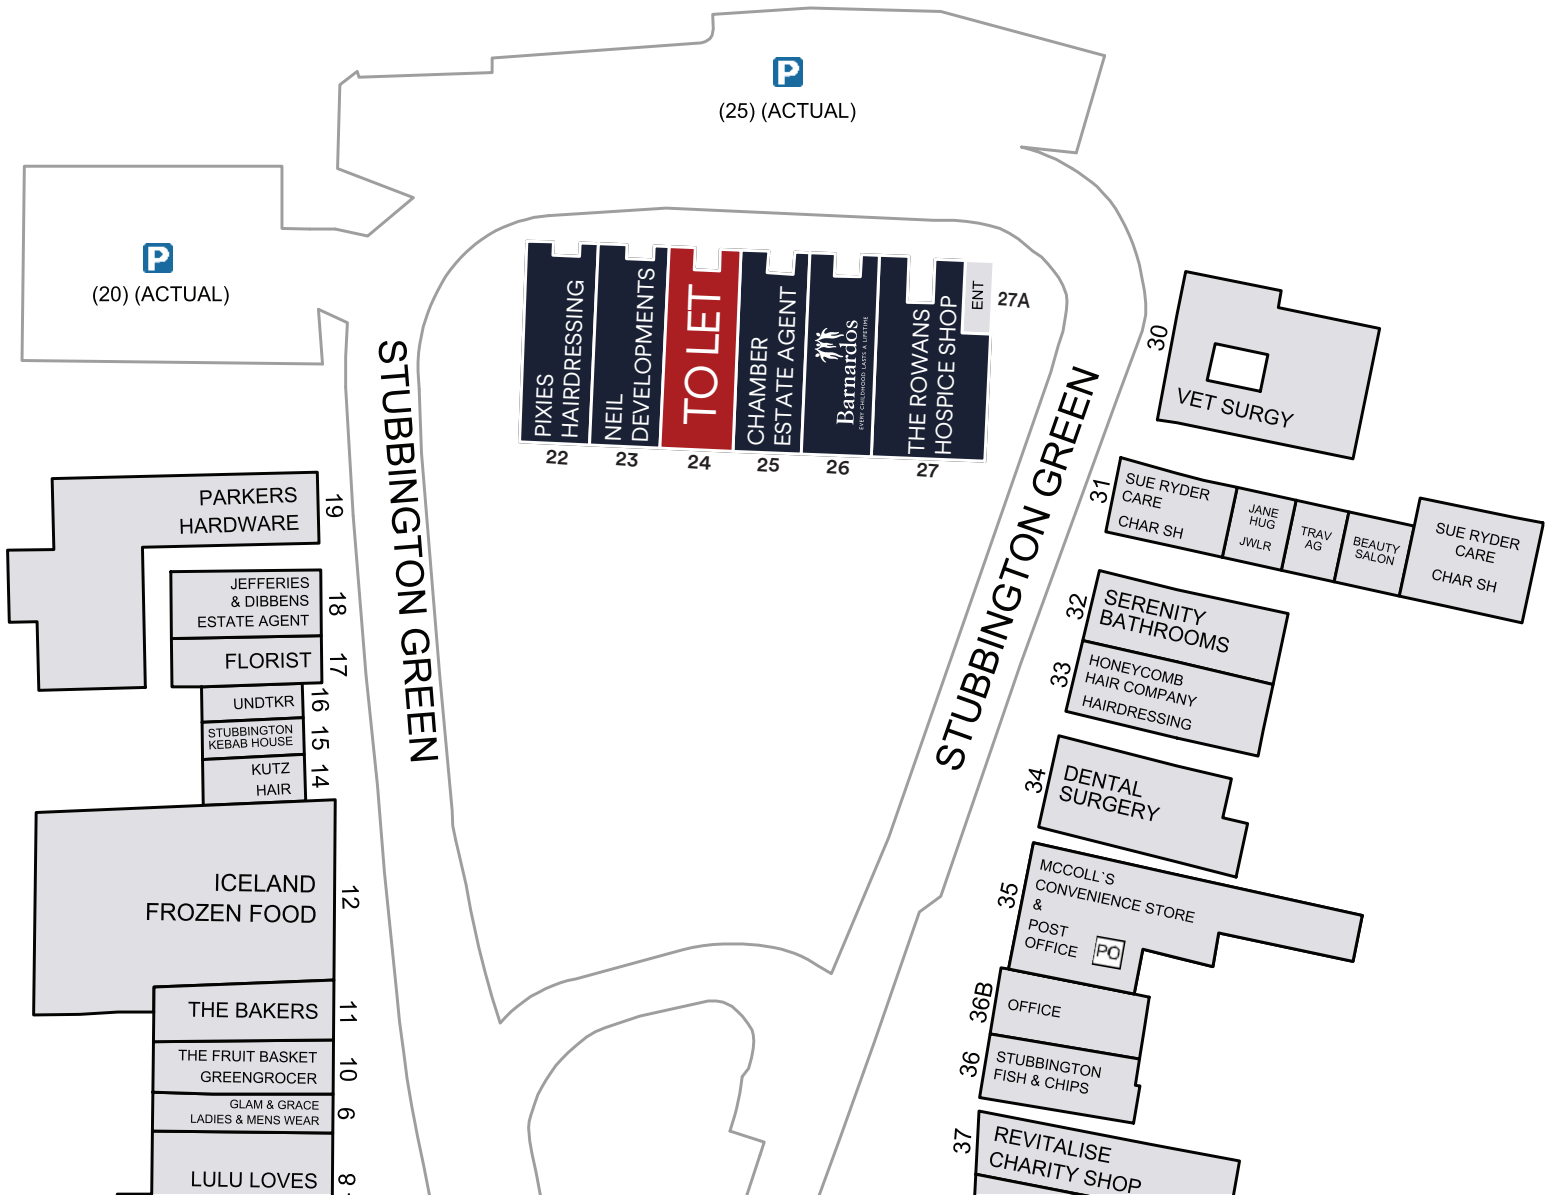 P
(25) (ACTUAL)
P
(20) (ACTUAL)
PIXIES
HAIRDRESSING
22
NEIL
DEVELOPMENTS
23
TO LET
24
CHAMBER
ESTATE AGENT
25
Barnardos
EVERY CHILDHOOD LASTS A LIFETIME
26
THE ROWANS
HOSPICE SHOP
27
ENT
27A
STUBBINGTON GREEN
STUBBINGTON GREEN
PARKERS
HARDWARE
19
JEFFERIES
& DIBBENS
ESTATE AGENT
18
FLORIST
17
UNDTKR
16
STUBBINGTON
KEBAB HOUSE
15
KUTZ
HAIR
14
ICELAND
FROZEN FOOD
12
THE BAKERS
11
THE FRUIT BASKET
GREENGROCER
10
GLAM & GRACE
LADIES & MENS WEAR
6
LULU LOVES
8
30
VET SURGY
31
SUE RYDER
CARE
CHAR SH
JANE
HUG
JWLR
TRAV
AG
BEAUTY
SALON
SUE RYDER
CARE
CHAR SH
32
SERENITY
BATHROOMS
33
HONEYCOMB
HAIR COMPANY
HAIRDRESSING
34
DENTAL
SURGERY
35
MCCOLL`S
CONVENIENCE STORE
&
POST
OFFICE
PO
36B
OFFICE
36
STUBBINGTON
FISH & CHIPS
37
REVITALISE
CHARITY SHOP